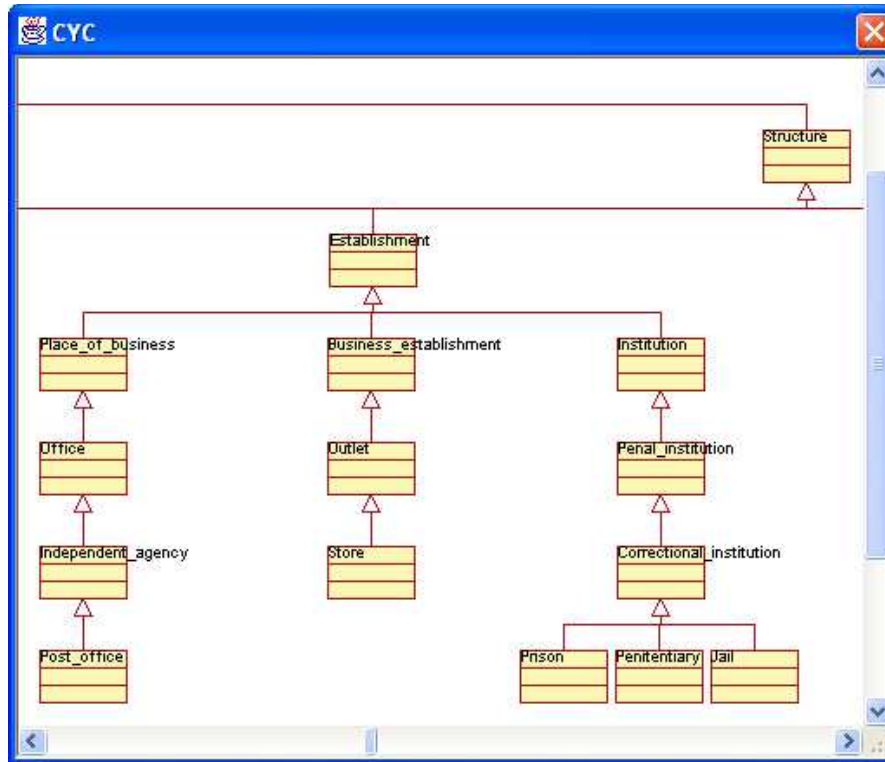 CYC
Structure
Establishment
Place_of_business
Business_establishment
Institution
Office
Outlet
Penal_institution
Independent_agency
Store
Correctional_institution
Post_office
Prison
Penitentiary
Jail